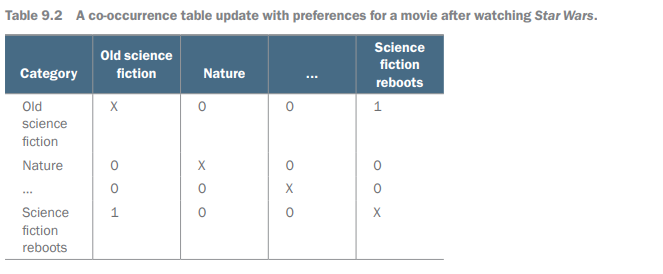 Table 9.2 A co-occurrence table update with preferences for a movie after watching Star Wars.
Category Old science fiction Nature ... Science fiction reboots
Old science fiction X 0 0 1
Nature 0 X 0 0
... 0 0 X 0
Science fiction reboots 1 0 0 X